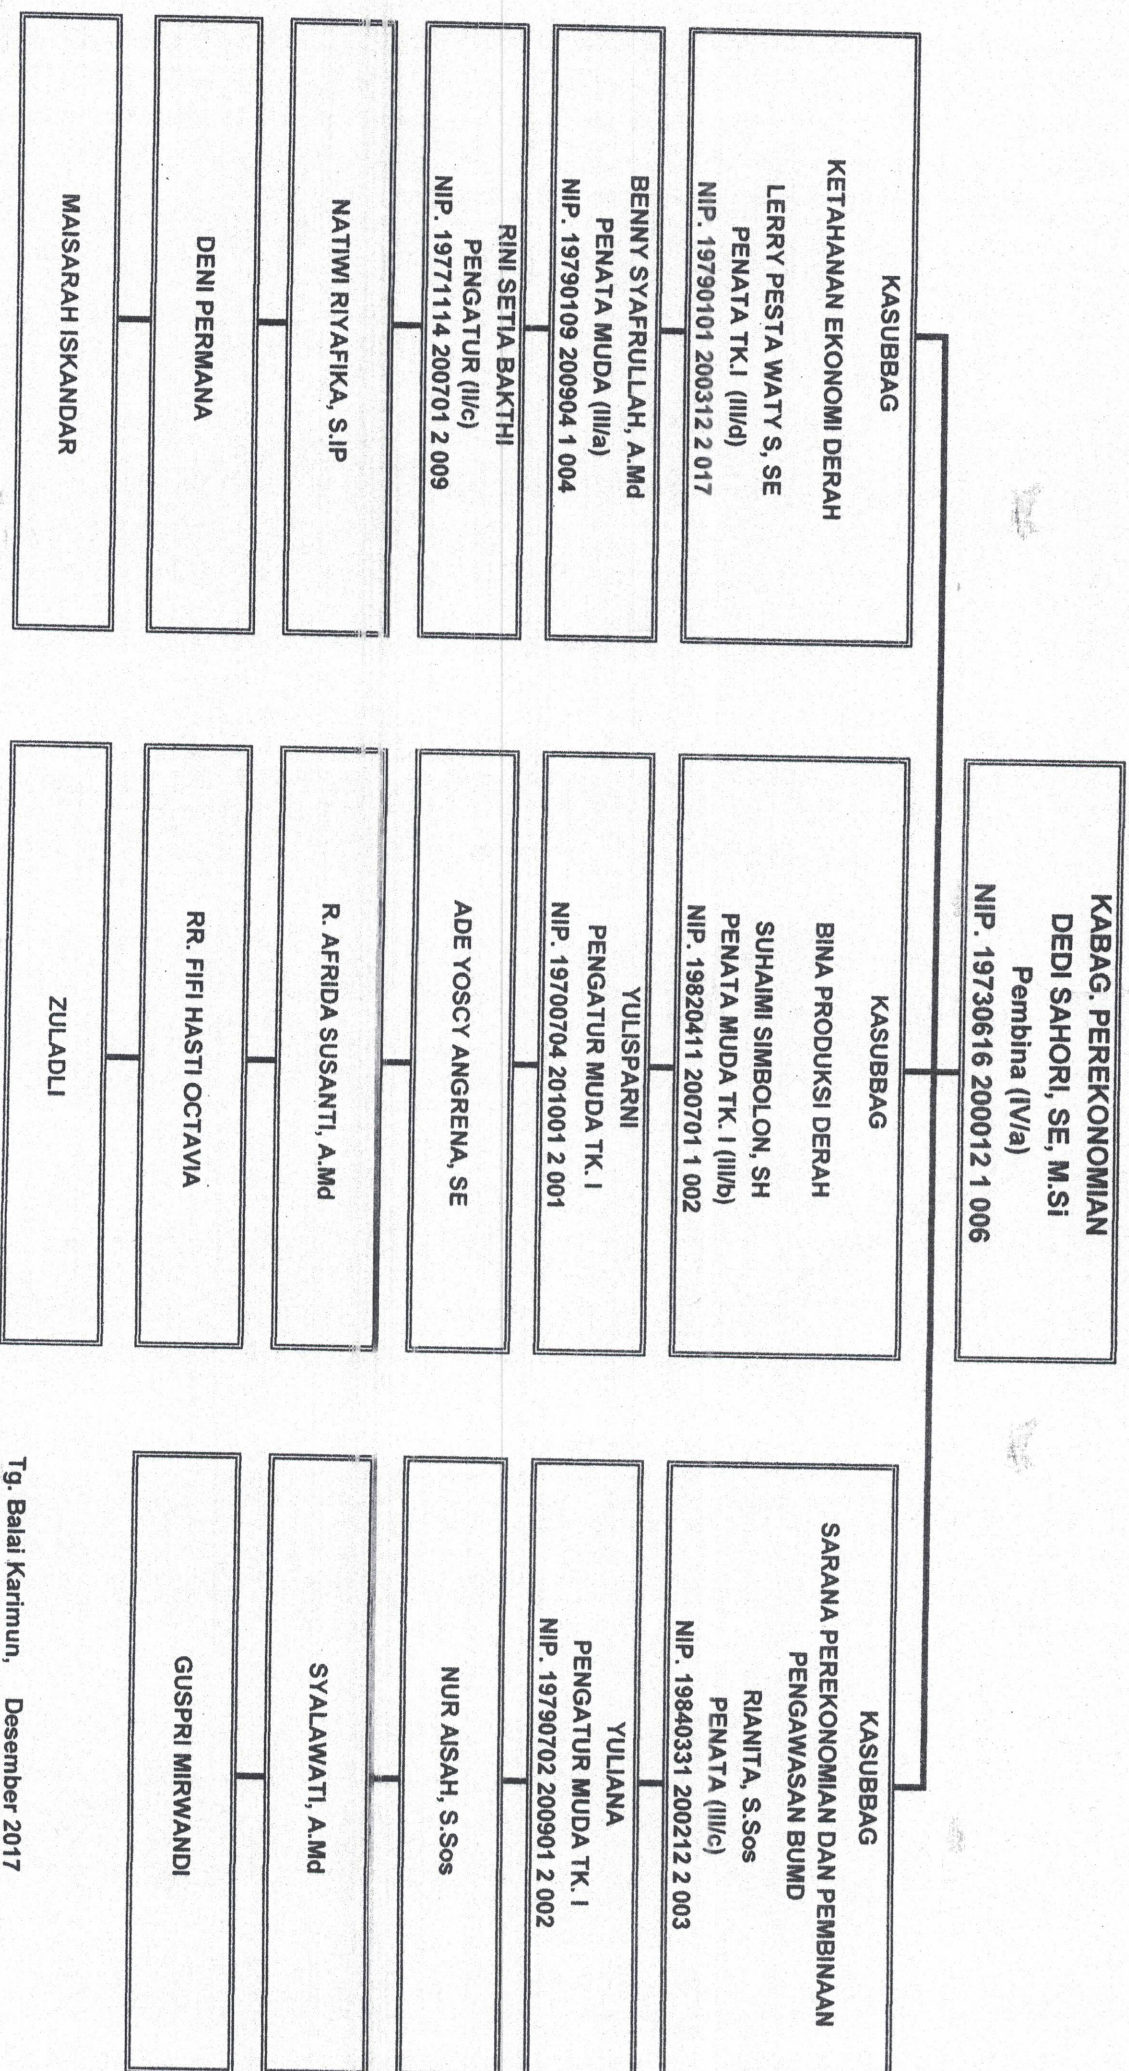 KABAG. PEREKONOMIAN
DEDI SAHORI, SE, M.Si
Pembina (IV/a)
NIP. 19730616 200012 1 006
KASUBBAG
KETAHANAN EKONOMI DERAH
LERRY PESTA WATY S, SE
PENATA TK.I (III/d)
NIP. 19790101 200312 2 017
BENNY SYAFRULLAH, A.Md
PENATA MUDA (III/a)
NIP. 19790109 200904 1 004
RINI SETIA BAKTHI
PENGATUR (II/c)
NIP. 19771114 200701 2 009
NATIWI RIYAFIKA, S.IP
DENI PERMANA
MAISARAH ISKANDAR
KASUBBAG
BINA PRODUKSI DERAH
SUHAIMI SIMBOLON, SH
PENATA MUDA TK. I (III/b)
NIP. 19820411 200701 1 002
YULISPARNI
PENGATUR MUDA TK. I
NIP. 19700704 201001 2 001
ADE YOSCY ANGRENA, SE
R. AFRIDA SUSANTI, A.Md
RR. FIFI HASTI OCTAVIA
ZULADLI
KASUBBAG
SARANA PEREKONOMIAN DAN PEMBINAAN
PENGAWASAN BUMD
RIANITA, S.Sos
PENATA (III/c)
NIP. 19840331 200212 2 003
YULIANA
PENGATUR MUDA TK. I
NIP. 19790702 200901 2 002
NUR AISAH, S.Sos
SYALAWATI, A.Md
GUSPRI MIRWANDI
Tg. Balai Karimun, Desember 2017